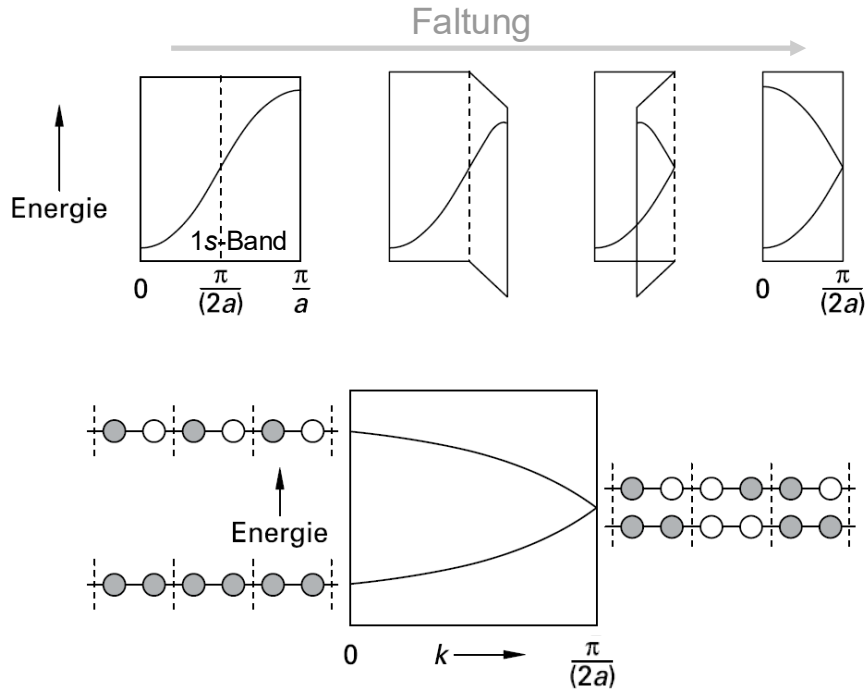 Faltung
Energie
1s-Band
0 π/(2a) π/a
0 π/(2a)
Energie
0 k π/(2a)